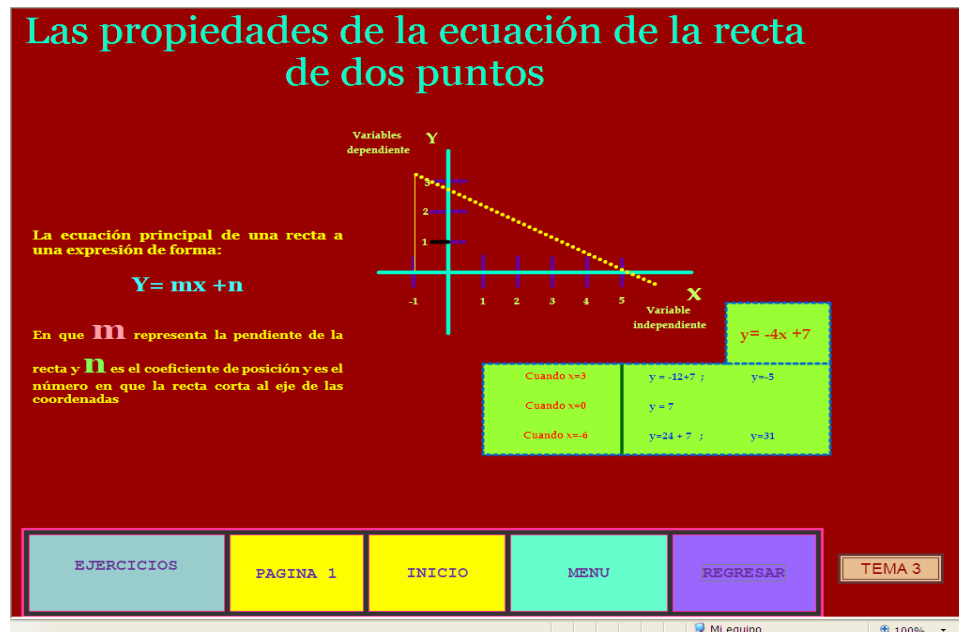 Las propiedades de la ecuación de la recta
de dos puntos
Variables
dependiente
Y
3
2
1
-1
1
2
3
4
5
X
Variable
independiente
La ecuación principal de una recta a
una expresión de forma:
Y= mx +n
En que m representa la pendiente de la
recta y n es el coeficiente de posición y es el
número en que la recta corta al eje de las
coordenadas
y= -4x +7
Cuando x=3 y = -12+7 ; y=-5
Cuando x=0 y = 7
Cuando x=-6 y=24 + 7 ; y=31
EJERCICIOS
PAGINA 1
INICIO
MENU
REGRESAR
TEMA 3
Mi equipo
100%